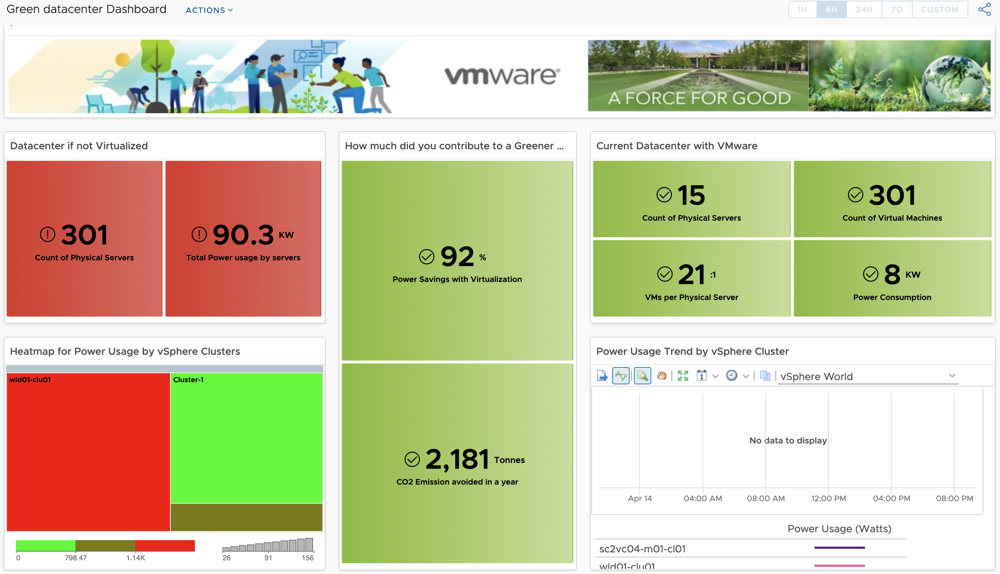 Green datacenter Dashboard
ACTIONS
1H 6H 24H 7D CUSTOM
vmware®
A FORCE FOR GOOD
Datacenter if not Virtualized
301
Count of Physical Servers
90.3 KW
Total Power usage by servers
How much did you contribute to a Greener ...
92 %
Power Savings with Virtualization
2,181 Tonnes
CO2 Emission avoided in a year
Current Datacenter with VMware
15
Count of Physical Servers
301
Count of Virtual Machines
21 :1
VMs per Physical Server
8 KW
Power Consumption
Heatmap for Power Usage by vSphere Clusters
wld01-clu01
Cluster-1
0 798.47 1.14K
26 91 156
Power Usage Trend by vSphere Cluster
1
vSphere World
No data to display
Apr 14 04:00 AM 08:00 AM 12:00 PM 04:00 PM 08:00 PM
Power Usage (Watts)
sc2vc04-m01-cl01
wld01-clu01